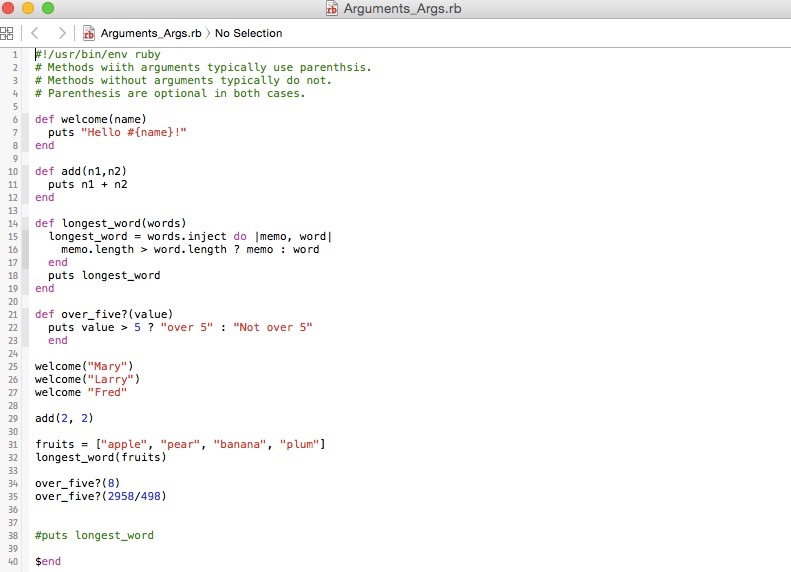 Arguments_Args.rb
Arguments_Args.rb 〉 No Selection
1 #!/usr/bin/env ruby
2 # Methods wiith arguments typically use parenthsis.
3 # Methods without arguments typically do not.
4 # Parenthesis are optional in both cases.
5
6 def welcome(name)
7   puts "Hello #{name}!"
8 end
9
10 def add(n1,n2)
11   puts n1 + n2
12 end
13
14 def longest_word(words)
15   longest_word = words.inject do |memo, word|
16     memo.length > word.length ? memo : word
17   end
18   puts longest_word
19 end
20
21 def over_five?(value)
22   puts value > 5 ? "over 5" : "Not over 5"
23   end
24
25 welcome("Mary")
26 welcome("Larry")
27 welcome "Fred"
28
29 add(2, 2)
30
31 fruits = ["apple", "pear", "banana", "plum"]
32 longest_word(fruits)
33
34 over_five?(8)
35 over_five?(2958/498)
36
37
38 #puts longest_word
39
40 $end